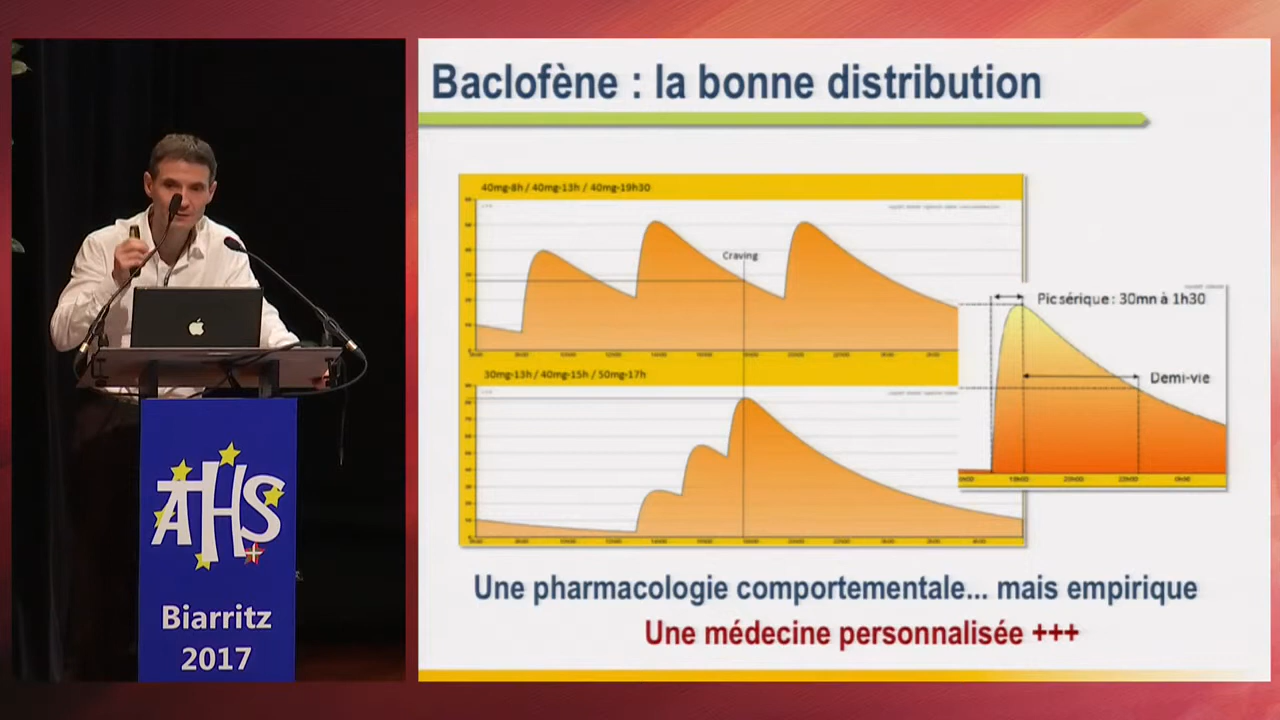 Baclofène : la bonne distribution
40mg-8h / 40mg-13h / 40mg-19h30
Craving
30mg-13h / 40mg-15h / 50mg-17h
Pic sérique : 30mn à 1h30
Demi-vie
Une pharmacologie comportementale... mais empirique
Une médecine personnalisée +++
AHS
Biarritz
2017